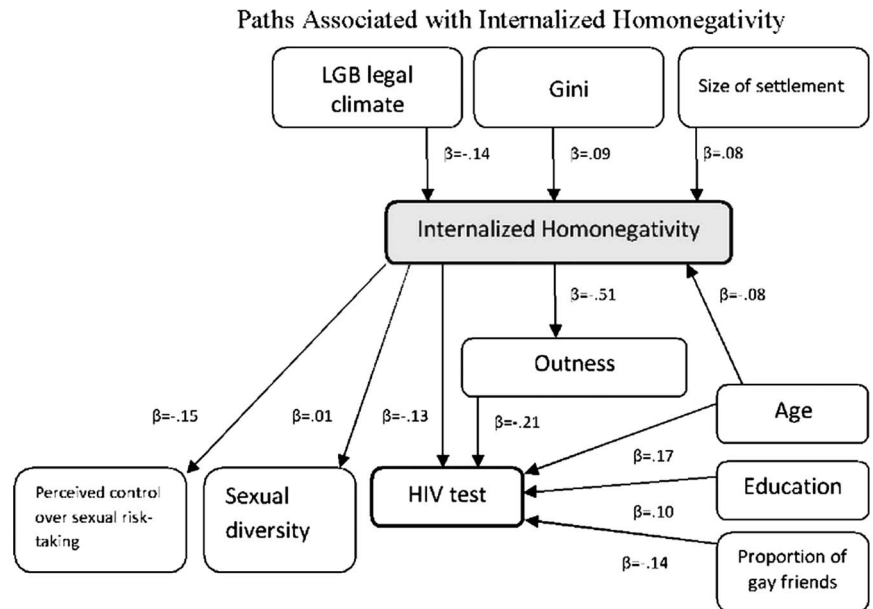 Paths Associated with Internalized Homonegativity
LGB legal
climate
Gini
Size of settlement
β=-.14
β=.09
β=.08
Internalized Homonegativity
β=-.51
β=-.08
Outness
β=-.15
β=.01
β=-.13
β=-.21
Age
β=.17
Perceived control
over sexual risk-
taking
Sexual
diversity
HIV test
Education
β=.10
β=-.14
Proportion of
gay friends